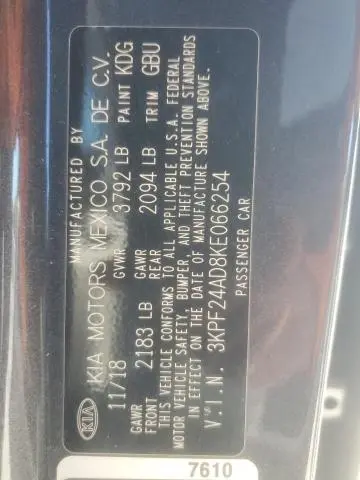 MANUFACTURED BY
KIA KIA MOTORS MEXICO S.A. DE C.V.
11/18 GVWR 3792 LB PAINT KDG
GAWR FRONT 2183 LB GAWR REAR 2094 LB TRIM GBU
THIS VEHICLE CONFORMS TO ALL APPLICABLE U.S.A. FEDERAL
MOTOR VEHICLE SAFETY, BUMPER, AND THEFT PREVENTION STANDARDS
IN EFFECT ON THE DATE OF MANUFACTURE SHOWN ABOVE.
V.I.N. 3KPF24AD8KE066254
PASSENGER CAR
7610